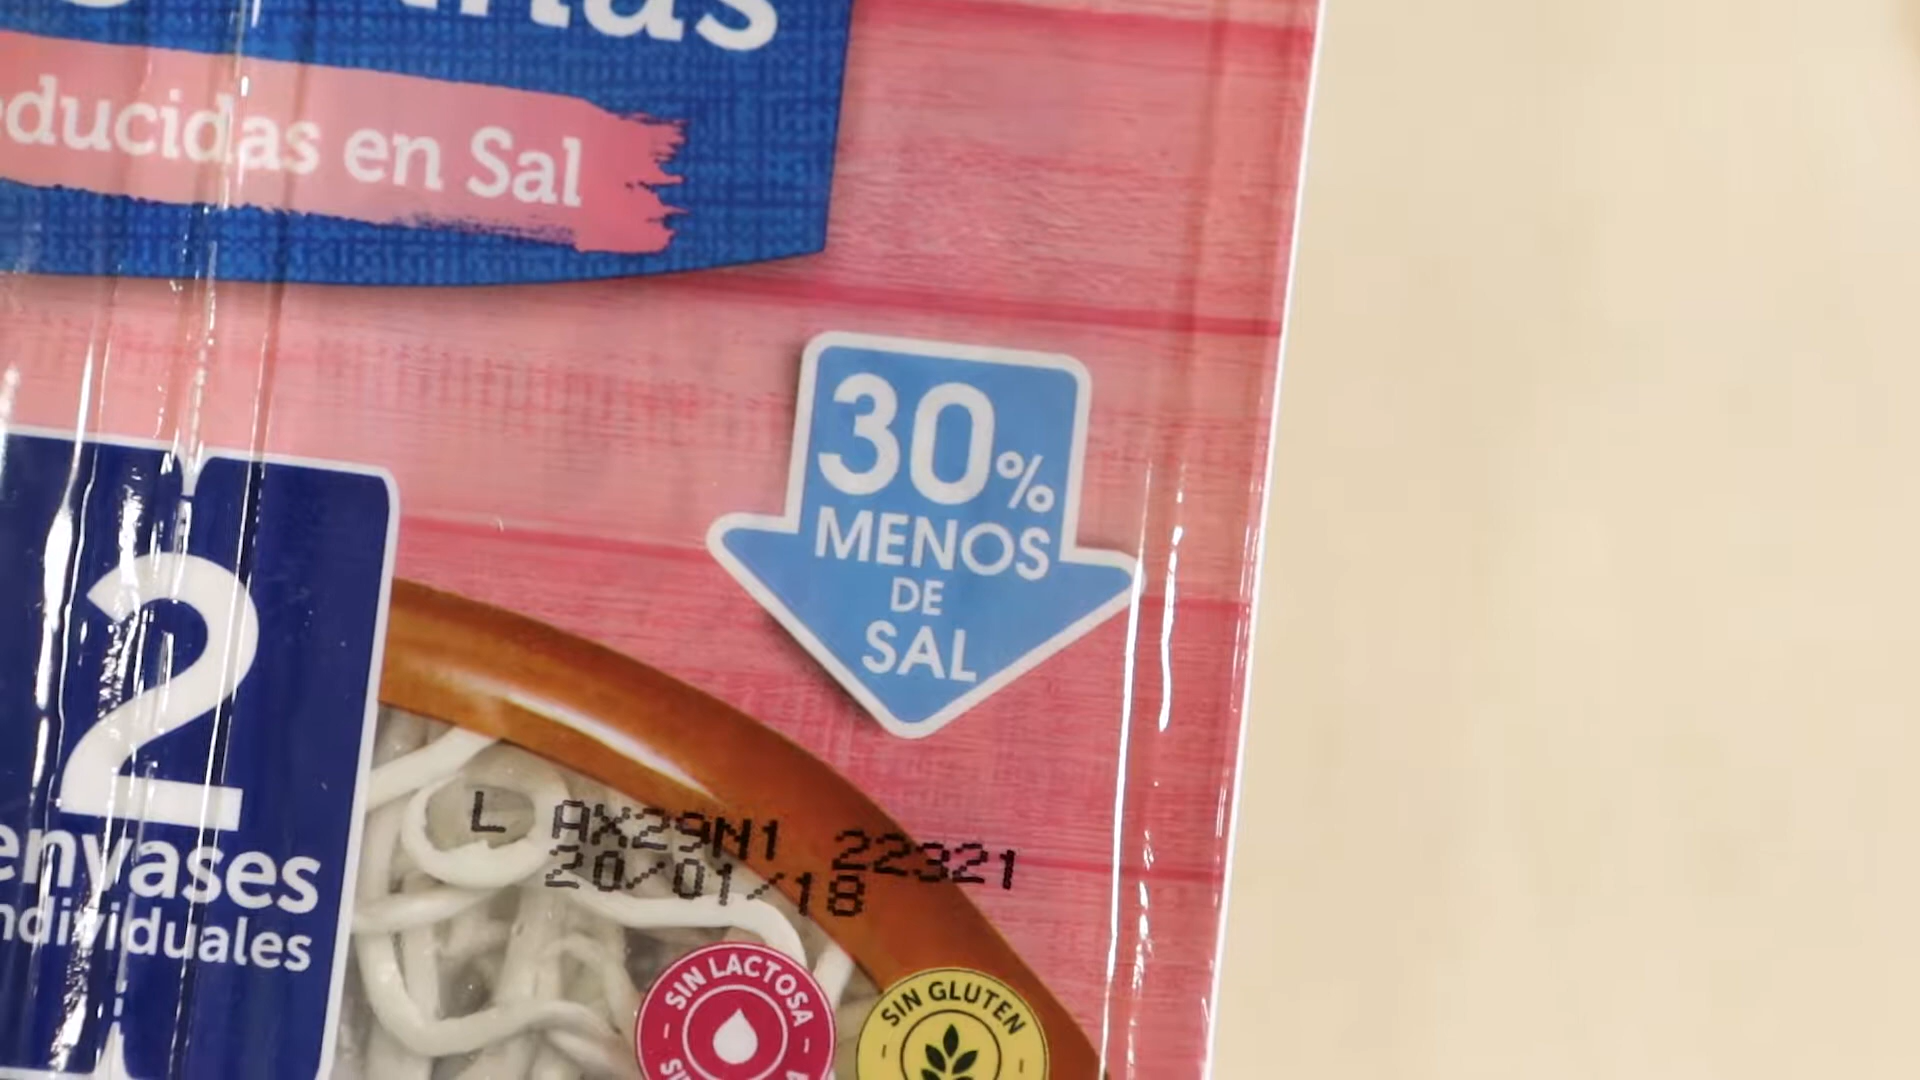 educidas en Sal
30%
MENOS
DE
SAL
2
envases
individuales
L AX29N1 22321
20/01/18
SIN LACTOSA
SIN GLUTEN